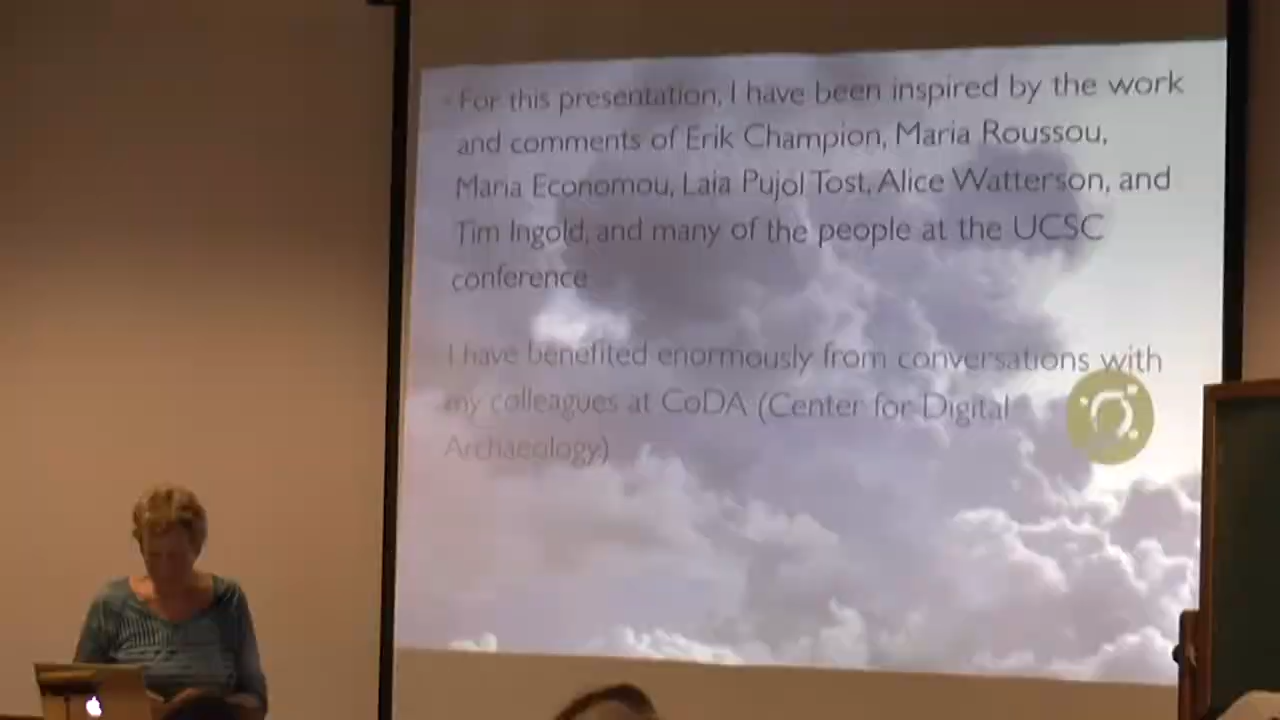 For this presentation, I have been inspired by the work
and comments of Erik Champion, Maria Roussou,
Maria Economou, Laia Pujol Tost, Alice Watterson, and
Tim Ingold, and many of the people at the UCSC
conference
I have benefited enormously from conversations with
my colleagues at CoDA (Center for Digital
Archaeology)